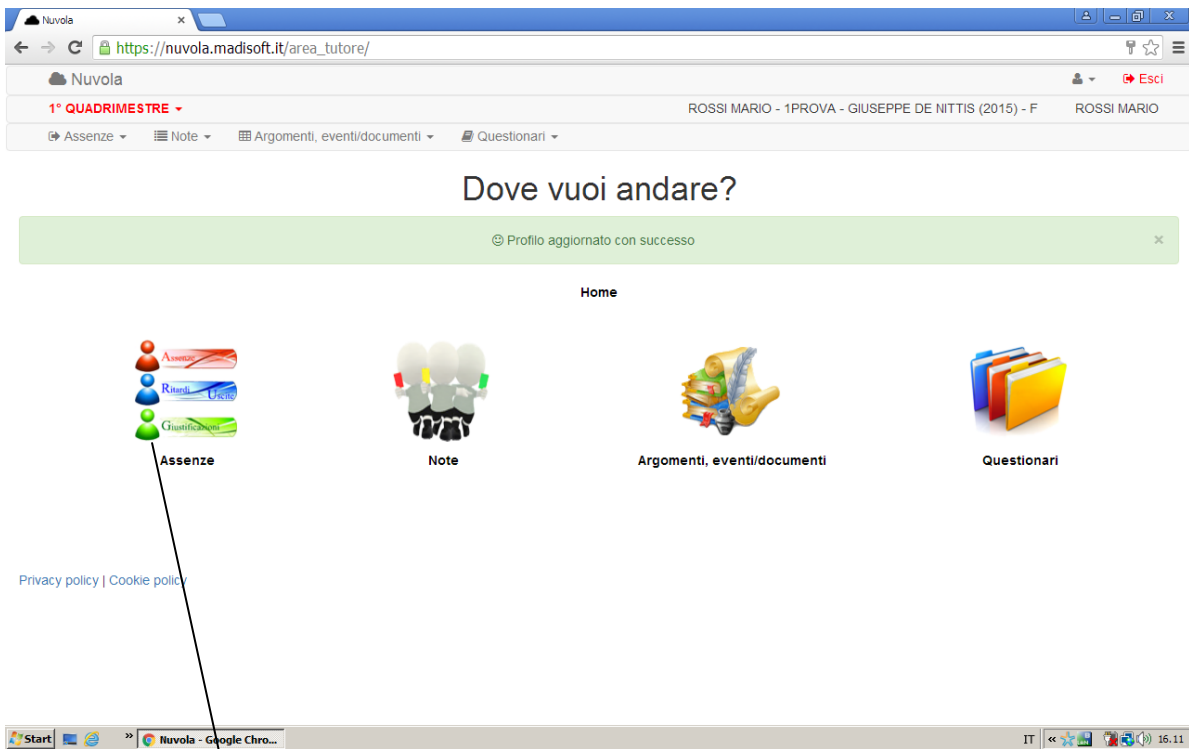 Nuvola
https://nuvola.madisoft.it/area_tutore/
Nuvola
Esci
1° QUADRIMESTRE
ROSSI MARIO - 1PROVA - GIUSEPPE DE NITTIS (2015) - F
ROSSI MARIO
Assenze
Note
Argomenti, eventi/documenti
Questionari
Dove vuoi andare?
Profilo aggiornato con successo
Home
Assenze
Ritardi Uscite
Giustificazioni
Assenze
Note
Argomenti, eventi/documenti
Questionari
Privacy policy | Cookie policy
Start
Nuvola - Google Chro...
IT
16.11